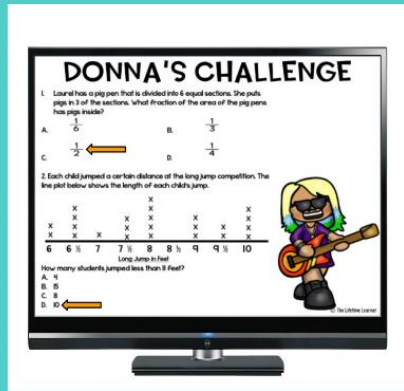 DONNA'S CHALLENGE
1. Laurel has a pig pen that is divided into 6 equal sections. She puts
pigs in 3 of the sections. What fraction of the area of the pig pens
has pigs inside?
A. 1/6 B. 1/3
C. 1/2 D. 1/4
2. Each child jumped a certain distance at the long jump competition. The
line plot below shows the length of each child's jump.
6 6 ½ 7 7 ½ 8 8 ½ 9 9 ½ 10
Long Jump in Feet
How many students jumped less than 8 feet?
A. 4
B. 15
C. 8
D. 10
© The Lifetime Learner